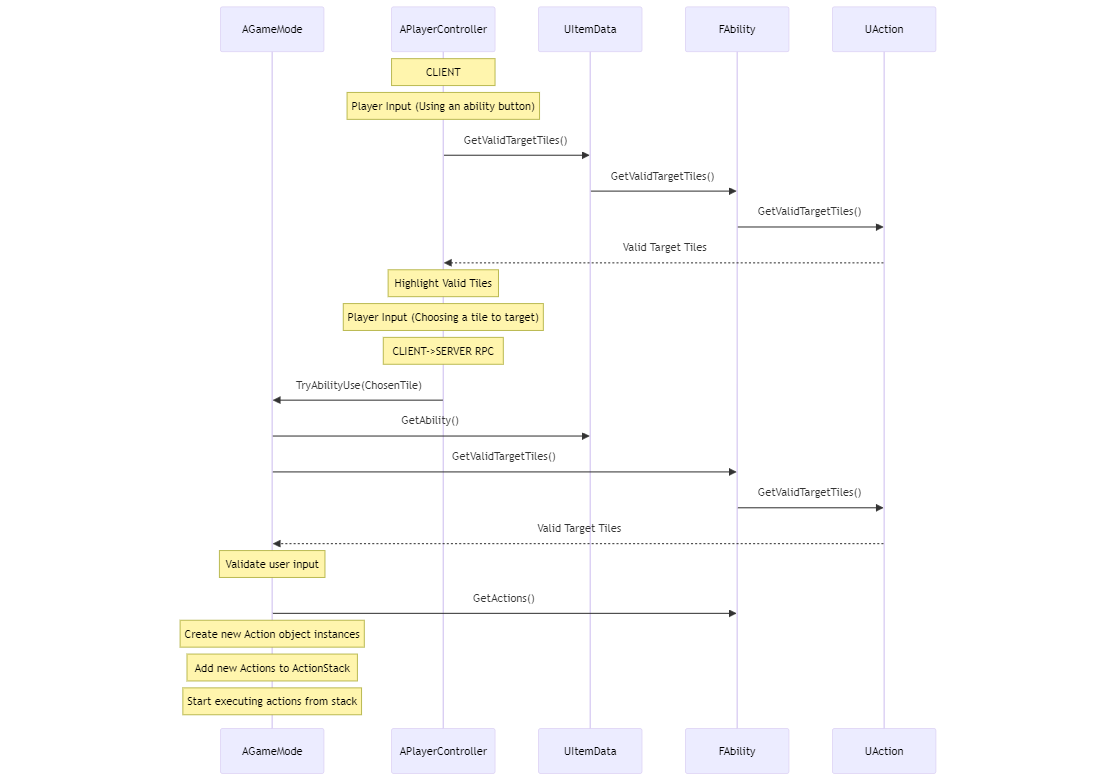 AGameMode
APlayerController
UItemData
FAbility
UAction
CLIENT
Player Input (Using an ability button)
GetValidTargetTiles()
GetValidTargetTiles()
GetValidTargetTiles()
Valid Target Tiles
Highlight Valid Tiles
Player Input (Choosing a tile to target)
CLIENT->SERVER RPC
TryAbilityUse(ChosenTile)
GetAbility()
GetValidTargetTiles()
GetValidTargetTiles()
Valid Target Tiles
Validate user input
GetActions()
Create new Action object instances
Add new Actions to ActionStack
Start executing actions from stack
AGameMode
APlayerController
UItemData
FAbility
UAction